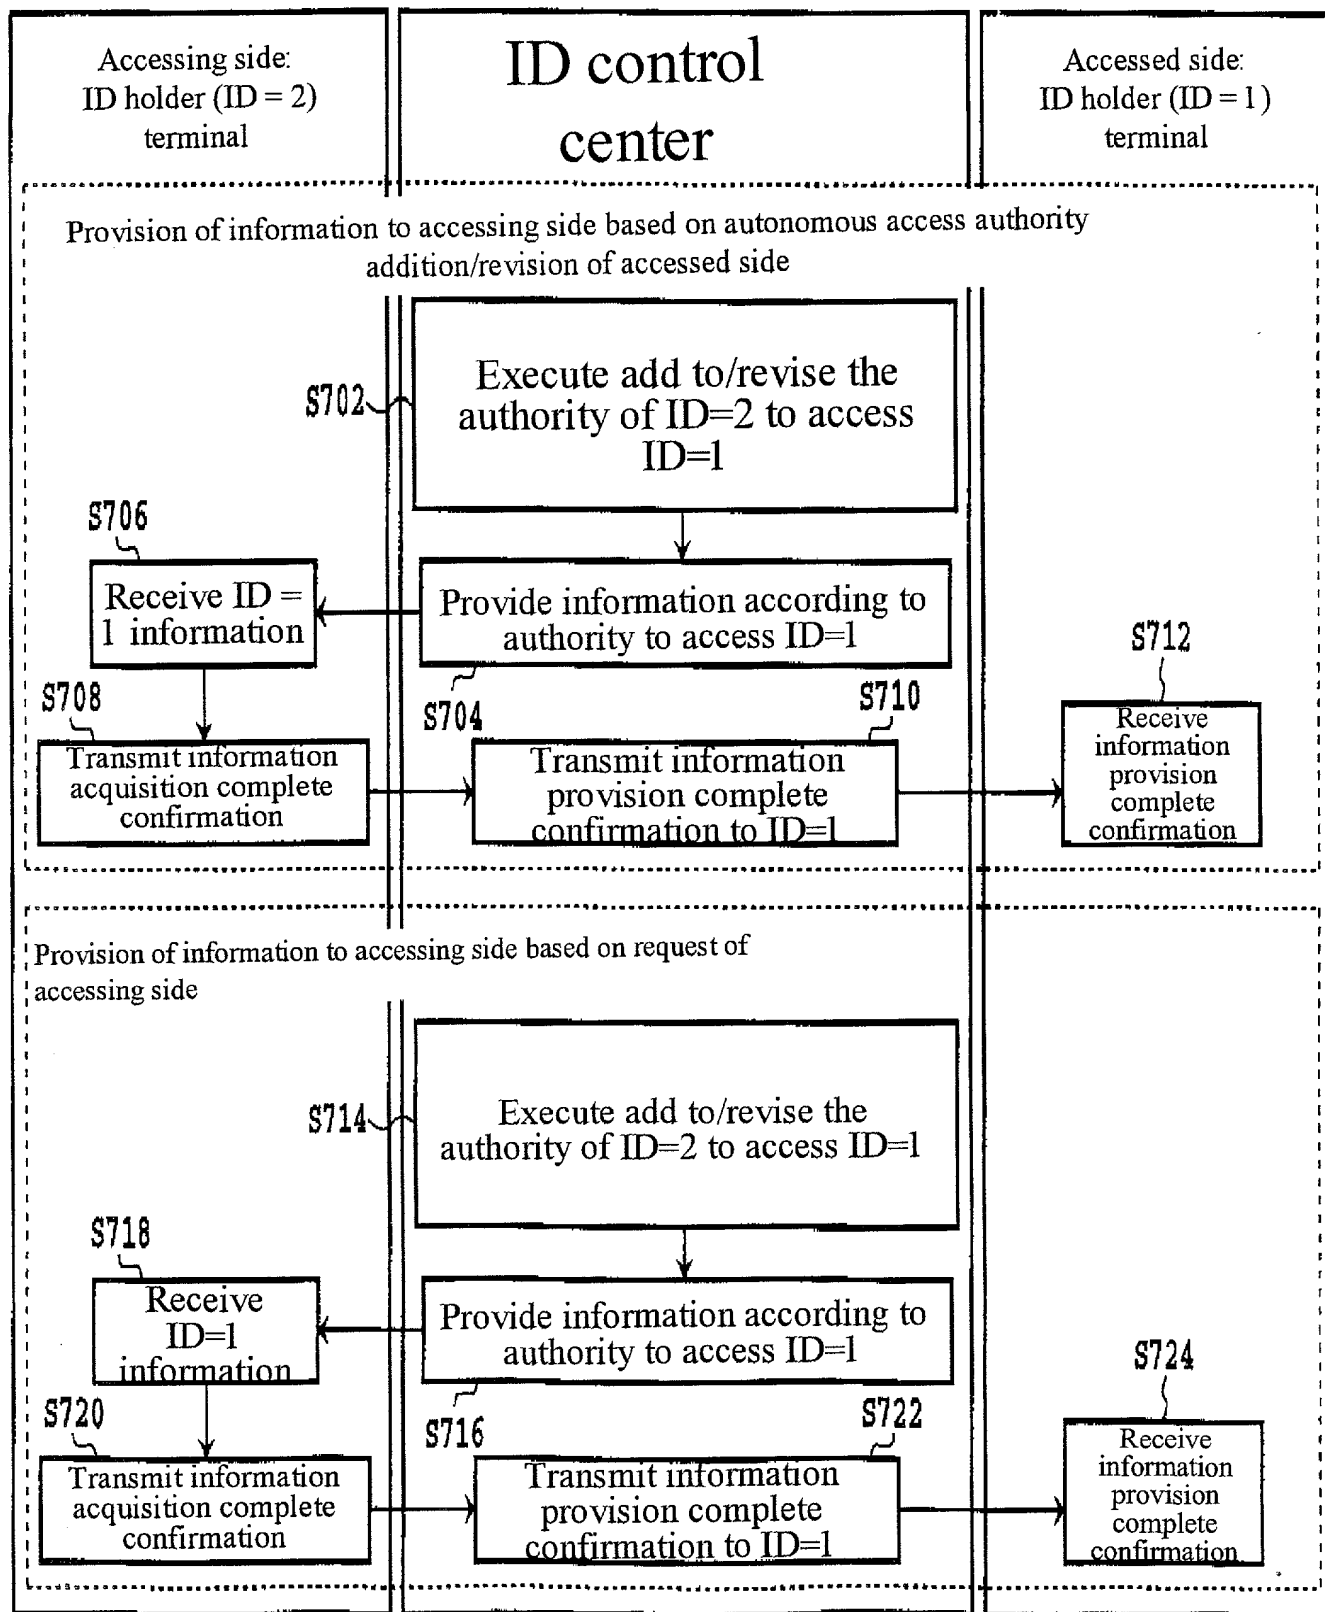 Accessing side:
ID holder (ID = 2)
terminal
ID control
center
Accessed side:
ID holder (ID = 1)
terminal
Provision of information to accessing side based on autonomous access authority
addition/revision of accessed side
S702
Execute add to/revise the
authority of ID=2 to access
ID=1
S706
Receive ID =
1 information
Provide information according to
authority to access ID=1
S704
S708
Transmit information
acquisition complete
confirmation
S710
Transmit information
provision complete
confirmation to ID=1
S712
Receive
information
provision
complete
confirmation
Provision of information to accessing side based on request of
accessing side
S714
Execute add to/revise the
authority of ID=2 to access ID=1
S718
Receive
ID=1
information
Provide information according to
authority to access ID=1
S716
S720
Transmit information
acquisition complete
confirmation
S722
Transmit information
provision complete
confirmation to ID=1
S724
Receive
information
provision
complete
confirmation